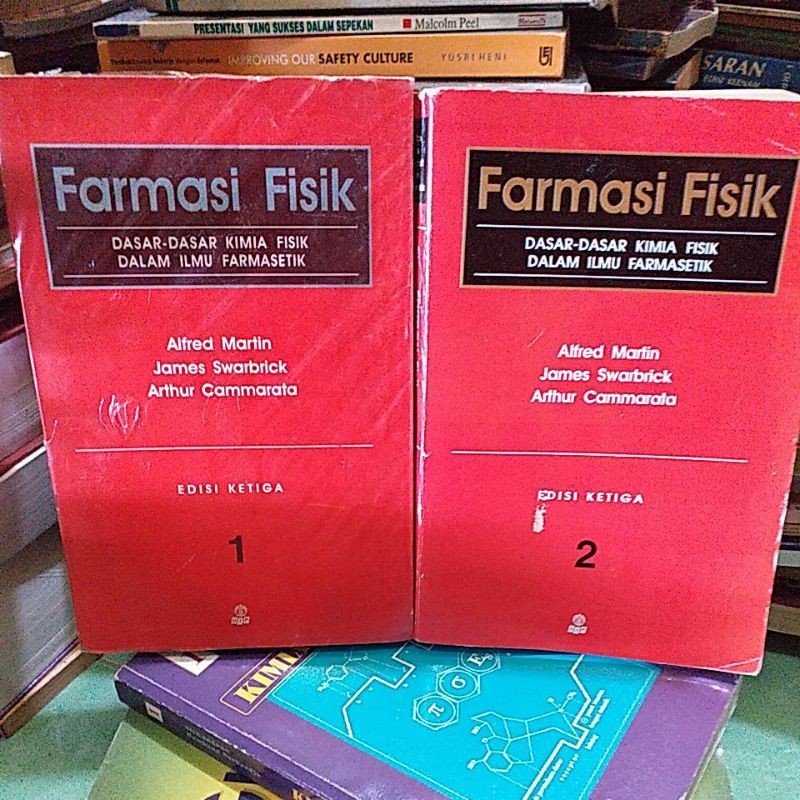 PRESENTASI YANG SUKSES DALAM SEPEKAN Malcolm Peel
IMPROVING OUR SAFETY CULTURE YUSRI HENI
SARAN
Farmasi Fisik
DASAR-DASAR KIMIA FISIK
DALAM ILMU FARMASETIK
Alfred Martin
James Swarbrick
Arthur Cammarata
EDISI KETIGA
1
Farmasi Fisik
DASAR-DASAR KIMIA FISIK
DALAM ILMU FARMASETIK
Alfred Martin
James Swarbrick
Arthur Cammarata
EDISI KETIGA
2
π σ E